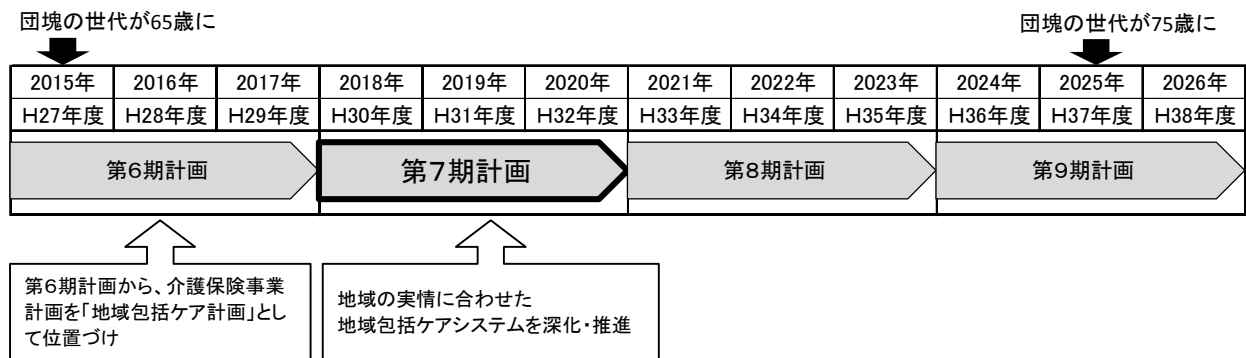 団塊の世代が65歳に
団塊の世代が75歳に
2015年 2016年 2017年 2018年 2019年 2020年 2021年 2022年 2023年 2024年 2025年 2026年
H27年度 H28年度 H29年度 H30年度 H31年度 H32年度 H33年度 H34年度 H35年度 H36年度 H37年度 H38年度
第6期計画 第7期計画 第8期計画 第9期計画
第6期計画から、介護保険事業
計画を「地域包括ケア計画」とし
て位置づけ
地域の実情に合わせた
地域包括ケアシステムを深化・推進